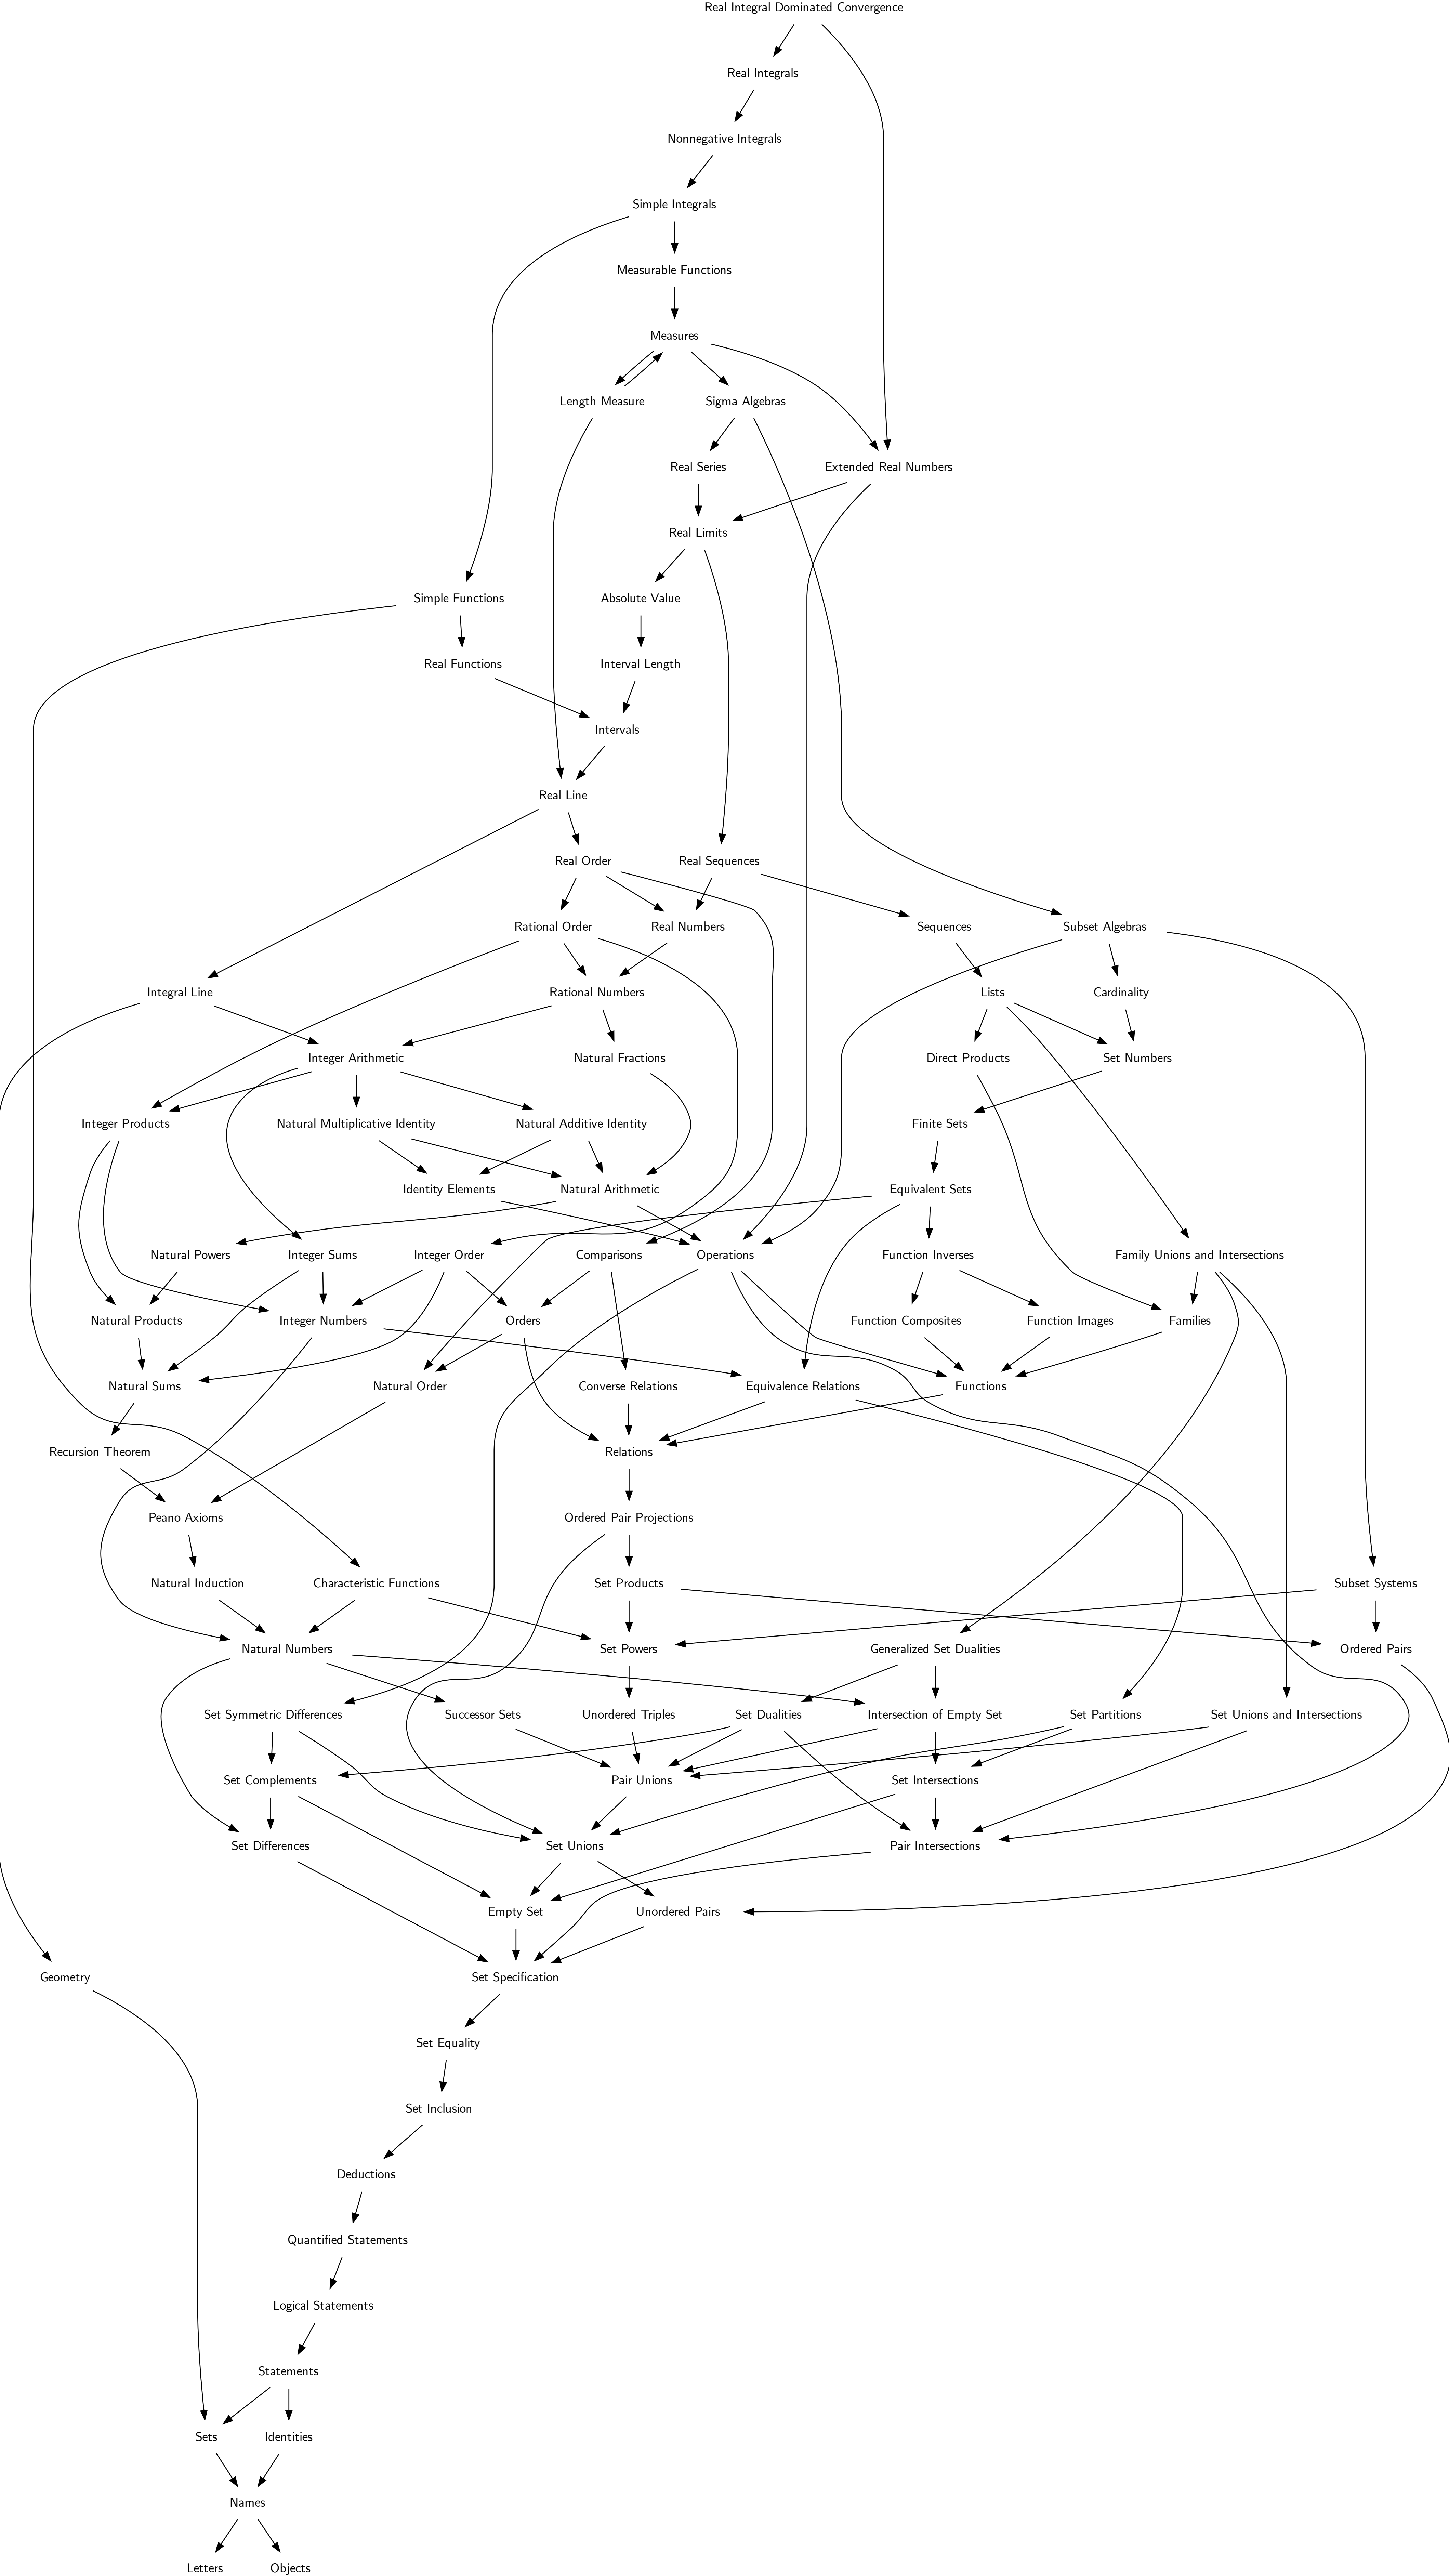 Real Integral Dominated Convergence
Real Integrals
Nonnegative Integrals
Simple Integrals
Measurable Functions
Measures
Length Measure
Sigma Algebras
Real Series
Extended Real Numbers
Real Limits
Simple Functions
Absolute Value
Real Functions
Interval Length
Intervals
Real Line
Real Order
Real Sequences
Rational Order
Real Numbers
Sequences
Subset Algebras
Integral Line
Rational Numbers
Lists
Cardinality
Integer Arithmetic
Natural Fractions
Direct Products
Set Numbers
Integer Products
Natural Multiplicative Identity
Natural Additive Identity
Finite Sets
Identity Elements
Natural Arithmetic
Equivalent Sets
Natural Powers
Integer Sums
Integer Order
Comparisons
Operations
Function Inverses
Family Unions and Intersections
Natural Products
Integer Numbers
Orders
Function Composites
Function Images
Families
Natural Sums
Natural Order
Converse Relations
Equivalence Relations
Functions
Recursion Theorem
Relations
Peano Axioms
Ordered Pair Projections
Natural Induction
Characteristic Functions
Set Products
Subset Systems
Natural Numbers
Set Powers
Generalized Set Dualities
Ordered Pairs
Set Symmetric Differences
Successor Sets
Unordered Triples
Set Dualities
Intersection of Empty Set
Set Partitions
Set Unions and Intersections
Set Complements
Pair Unions
Set Intersections
Set Differences
Set Unions
Pair Intersections
Empty Set
Unordered Pairs
Geometry
Set Specification
Set Equality
Set Inclusion
Deductions
Quantified Statements
Logical Statements
Statements
Sets
Identities
Names
Letters
Objects